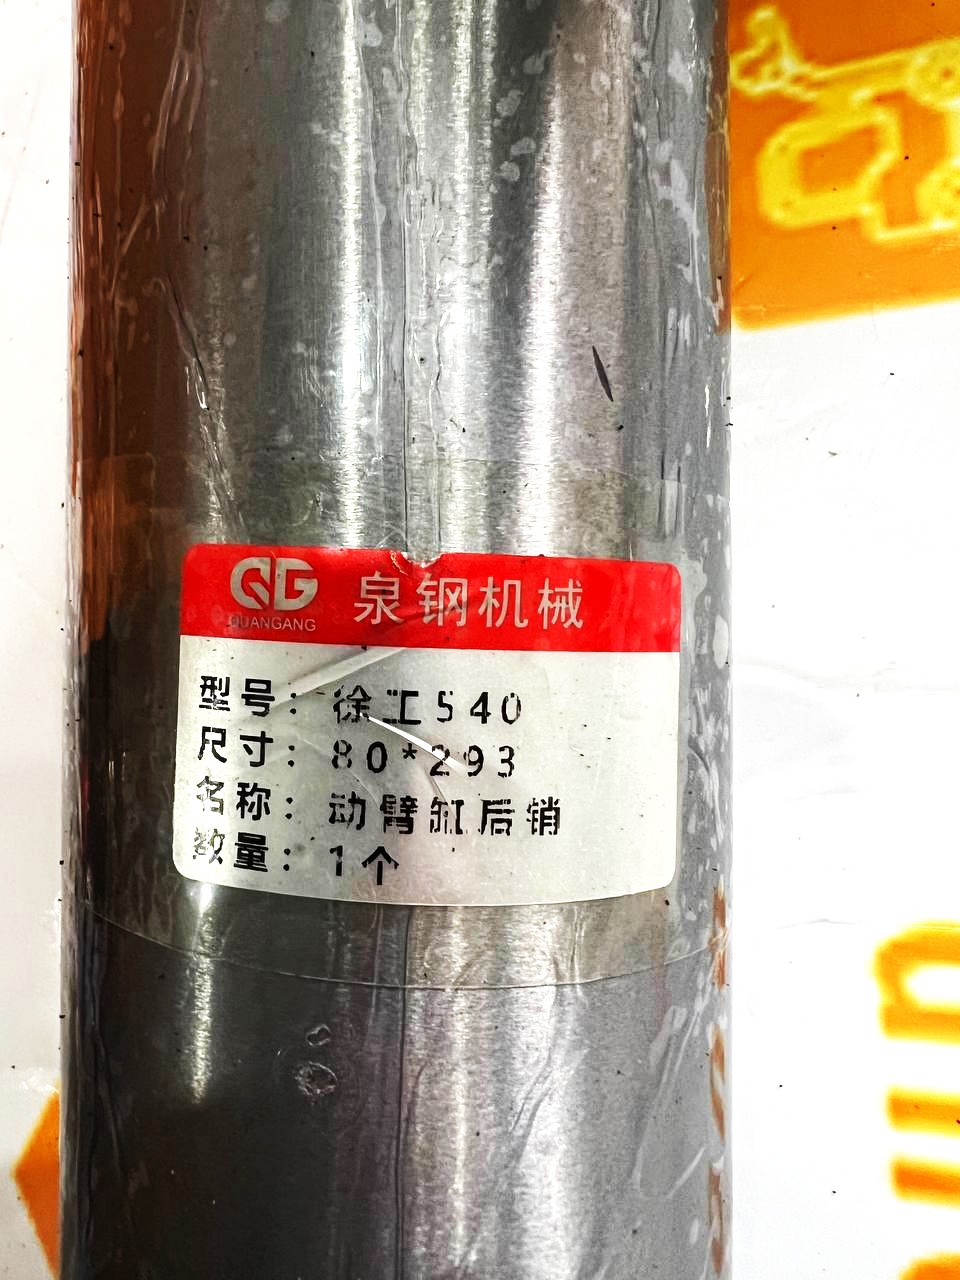 QG 泉钢机械
QUANGANG
型号：徐工540
尺寸：80*293
名称：动臂缸后销
数量：1个